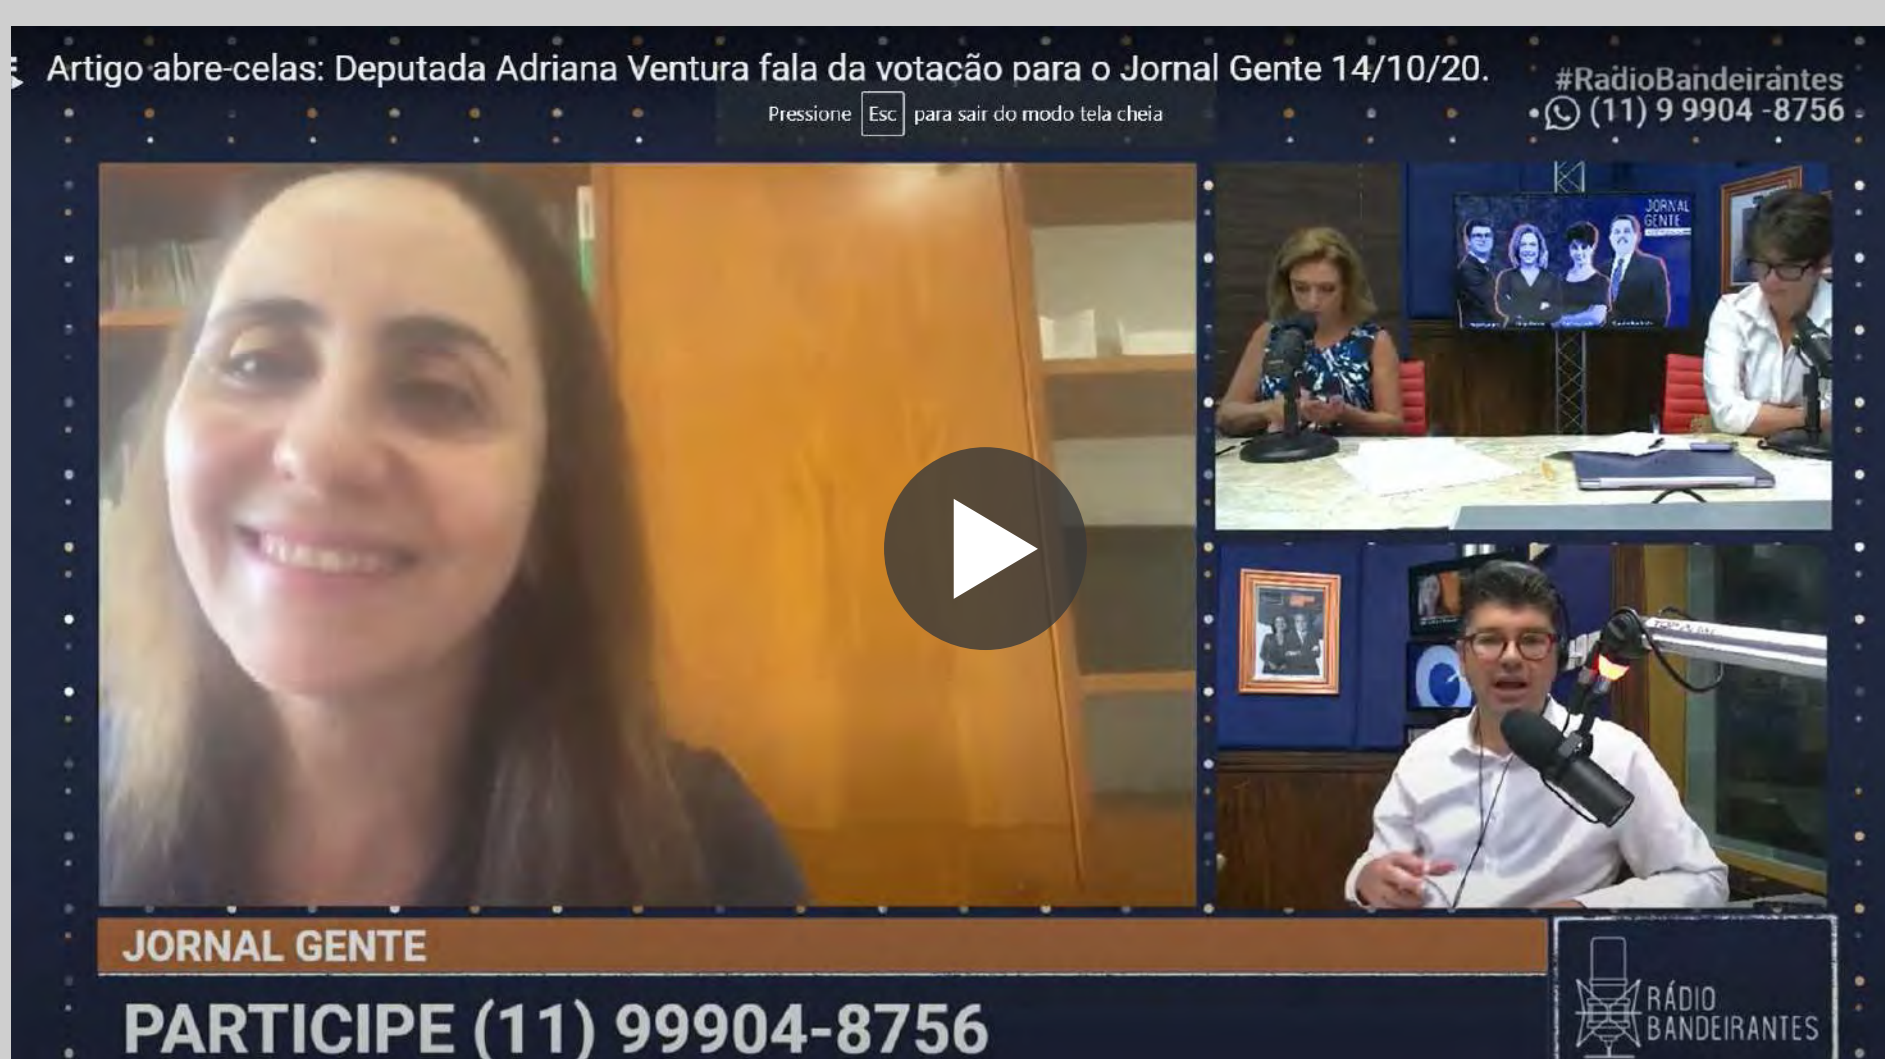 Artigo abre-celas: Deputada Adriana Ventura fala da votação para o Jornal Gente 14/10/20.
Pressione Esc para sair do modo tela cheia
#RadioBandeirantes
(11) 9 9904 -8756
JORNAL
GENTE
JORNAL GENTE
PARTICIPE (11) 99904-8756
RÁDIO
BANDEIRANTES